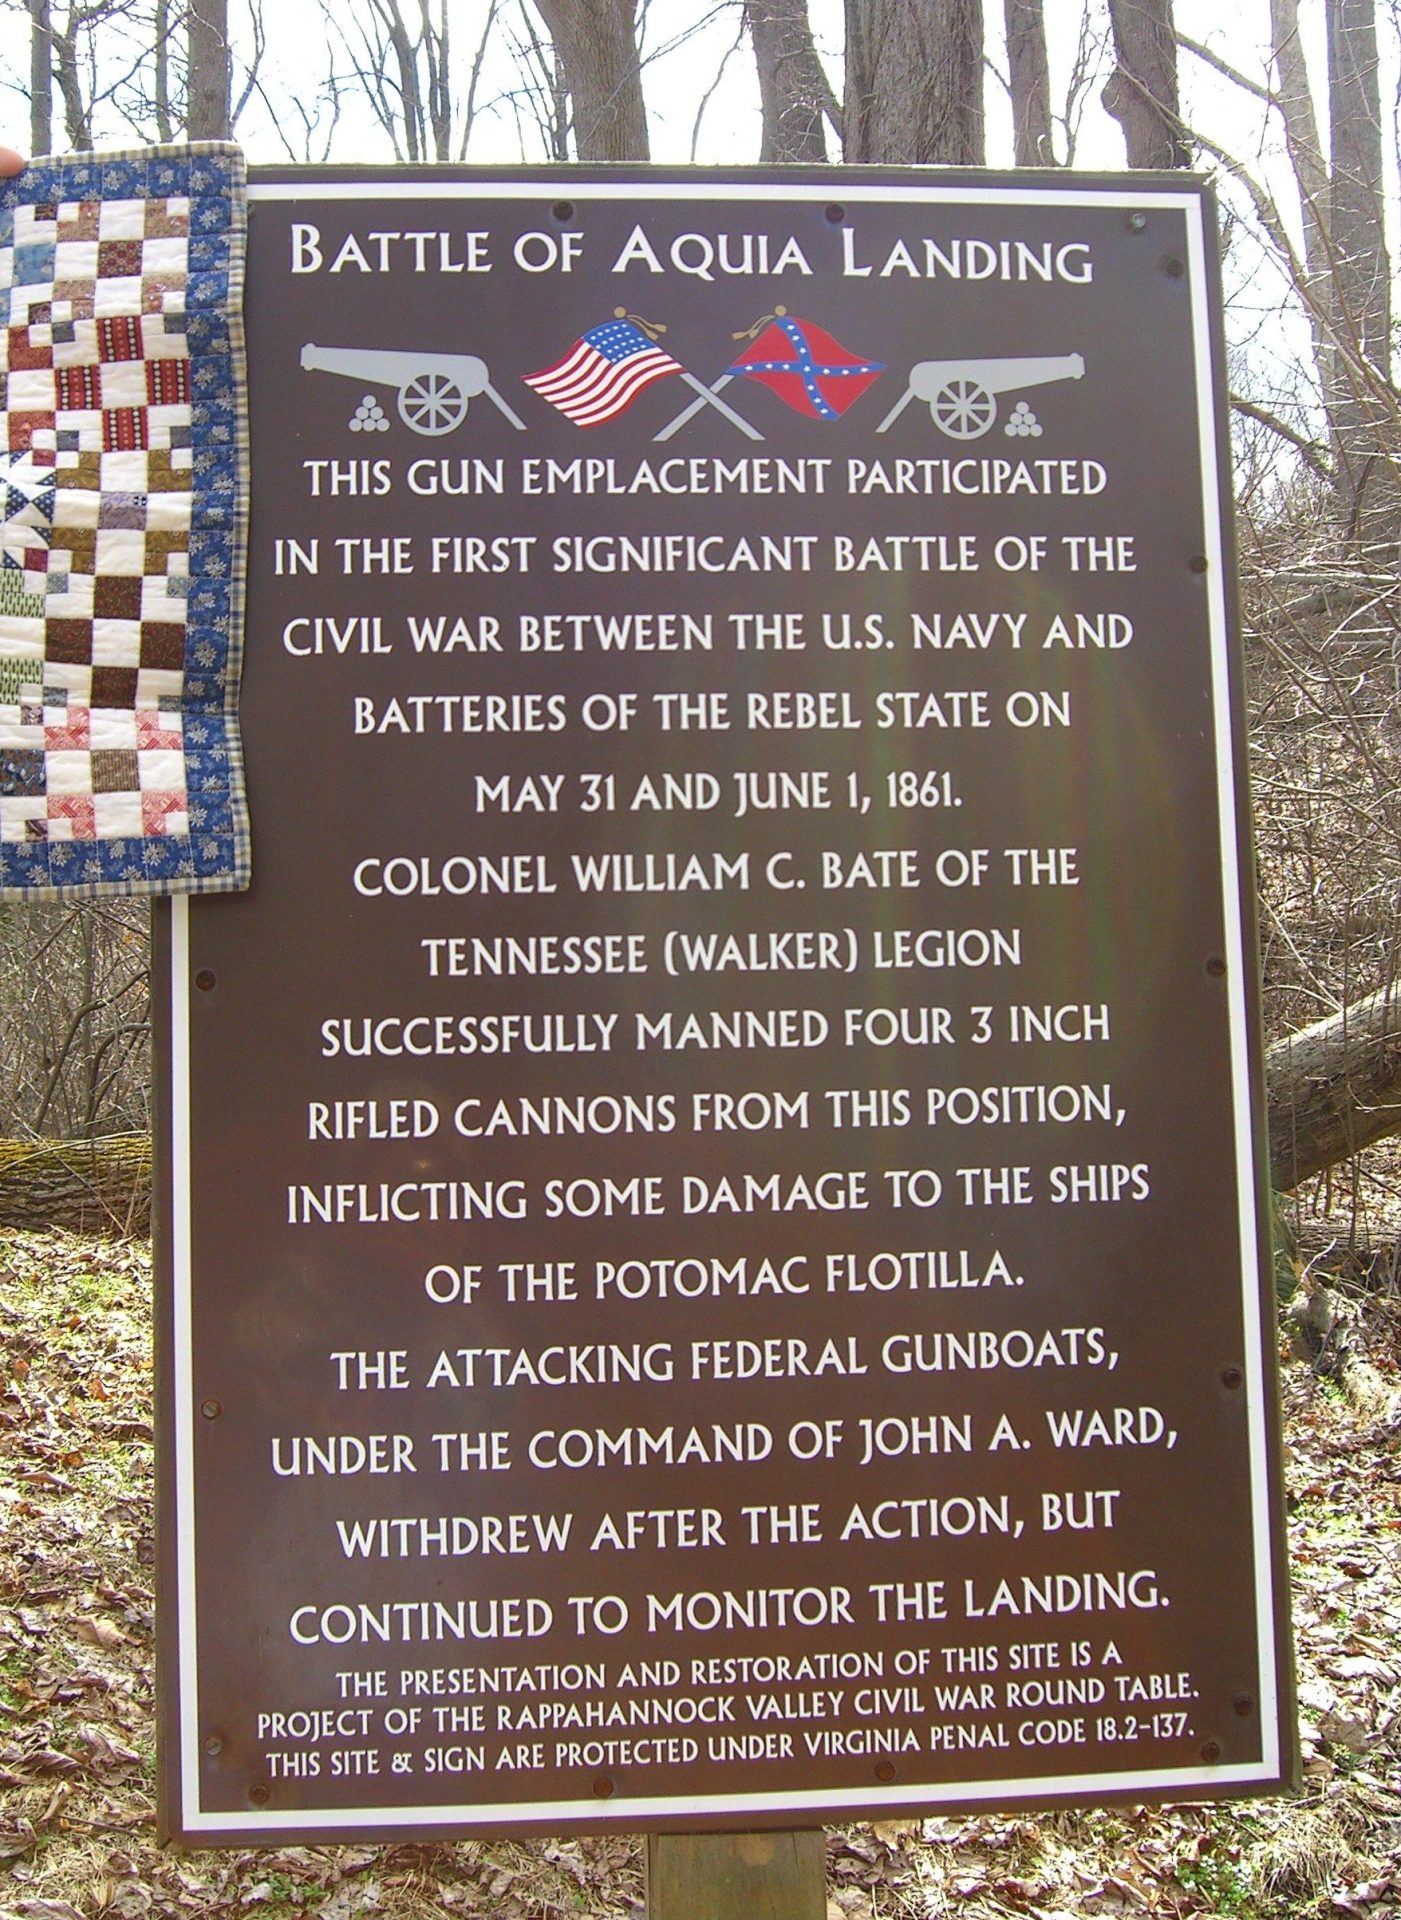 BATTLE OF AQUIA LANDING
THIS GUN EMPLACEMENT PARTICIPATED
IN THE FIRST SIGNIFICANT BATTLE OF THE
CIVIL WAR BETWEEN THE U.S. NAVY AND
BATTERIES OF THE REBEL STATE ON
MAY 31 AND JUNE 1, 1861.
COLONEL WILLIAM C. BATE OF THE
TENNESSEE (WALKER) LEGION
SUCCESSFULLY MANNED FOUR 3 INCH
RIFLED CANNONS FROM THIS POSITION,
INFLICTING SOME DAMAGE TO THE SHIPS
OF THE POTOMAC FLOTILLA.
THE ATTACKING FEDERAL GUNBOATS,
UNDER THE COMMAND OF JOHN A. WARD,
WITHDREW AFTER THE ACTION, BUT
CONTINUED TO MONITOR THE LANDING.
THE PRESENTATION AND RESTORATION OF THIS SITE IS A
PROJECT OF THE RAPPAHANNOCK VALLEY CIVIL WAR ROUND TABLE.
THIS SITE & SIGN ARE PROTECTED UNDER VIRGINIA PENAL CODE 18.2-137.